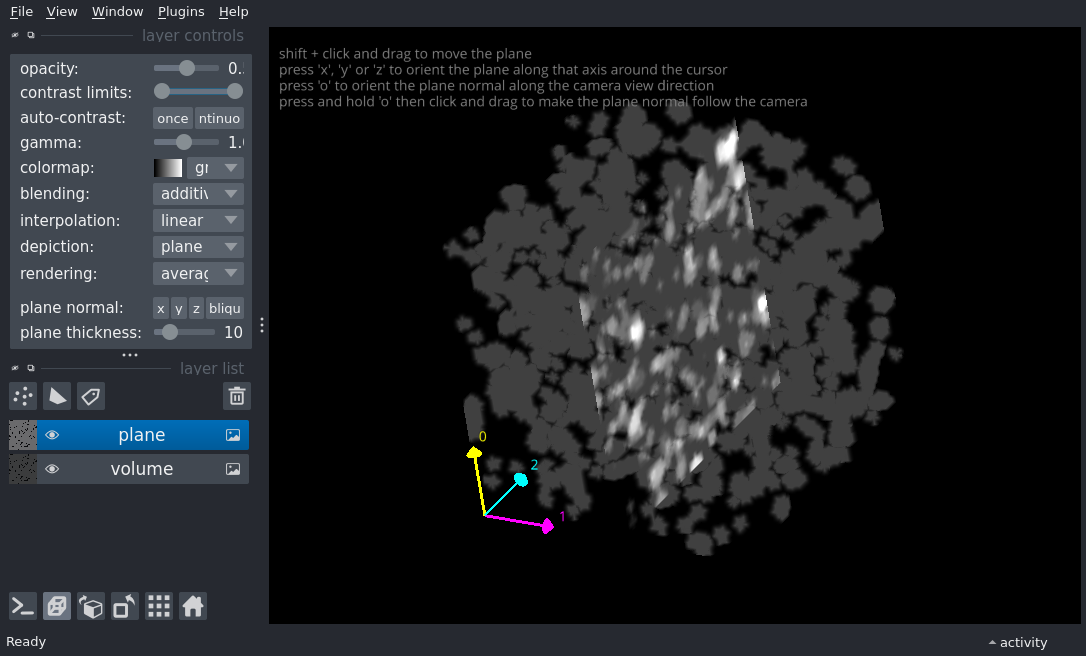 File View Window Plugins Help
layer controls
opacity: 0.
contrast limits:
auto-contrast: once ntinuo
gamma: 1.
colormap: gr
blending: additiv
interpolation: linear
depiction: plane
rendering: averag
plane normal: x y z bliqu
plane thickness: 10
layer list
plane
volume
shift + click and drag to move the plane
press 'x', 'y' or 'z' to orient the plane along that axis around the cursor
press 'o' to orient the plane normal along the camera view direction
press and hold 'o' then click and drag to make the plane normal follow the camera
0
2
1
Ready
activity